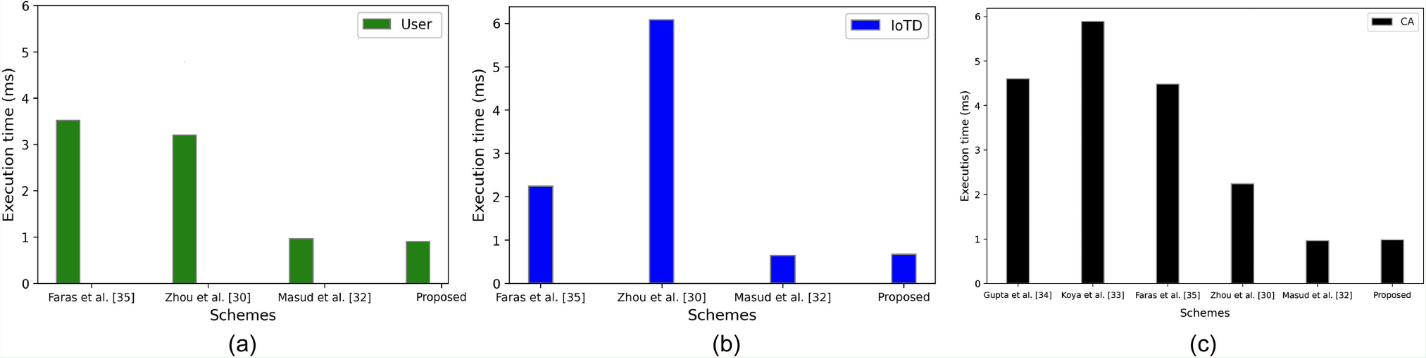 6
5
4
3
2
1
0
Execution time (ms)
User
Faras et al. [35] Zhou et al. [30] Masud et al. [32] Proposed
Schemes
(a)
6
5
4
3
2
1
0
Execution time (ms)
IoTD
Faras et al. [35] Zhou et al. [30] Masud et al. [32] Proposed
Schemes
(b)
6
5
4
3
2
1
0
Execution time (ms)
CA
Gupta et al. [34] Koya et al. [33] Faras et al. [35] Zhou et al. [30] Masud et al. [32] Proposed
Schemes
(c)